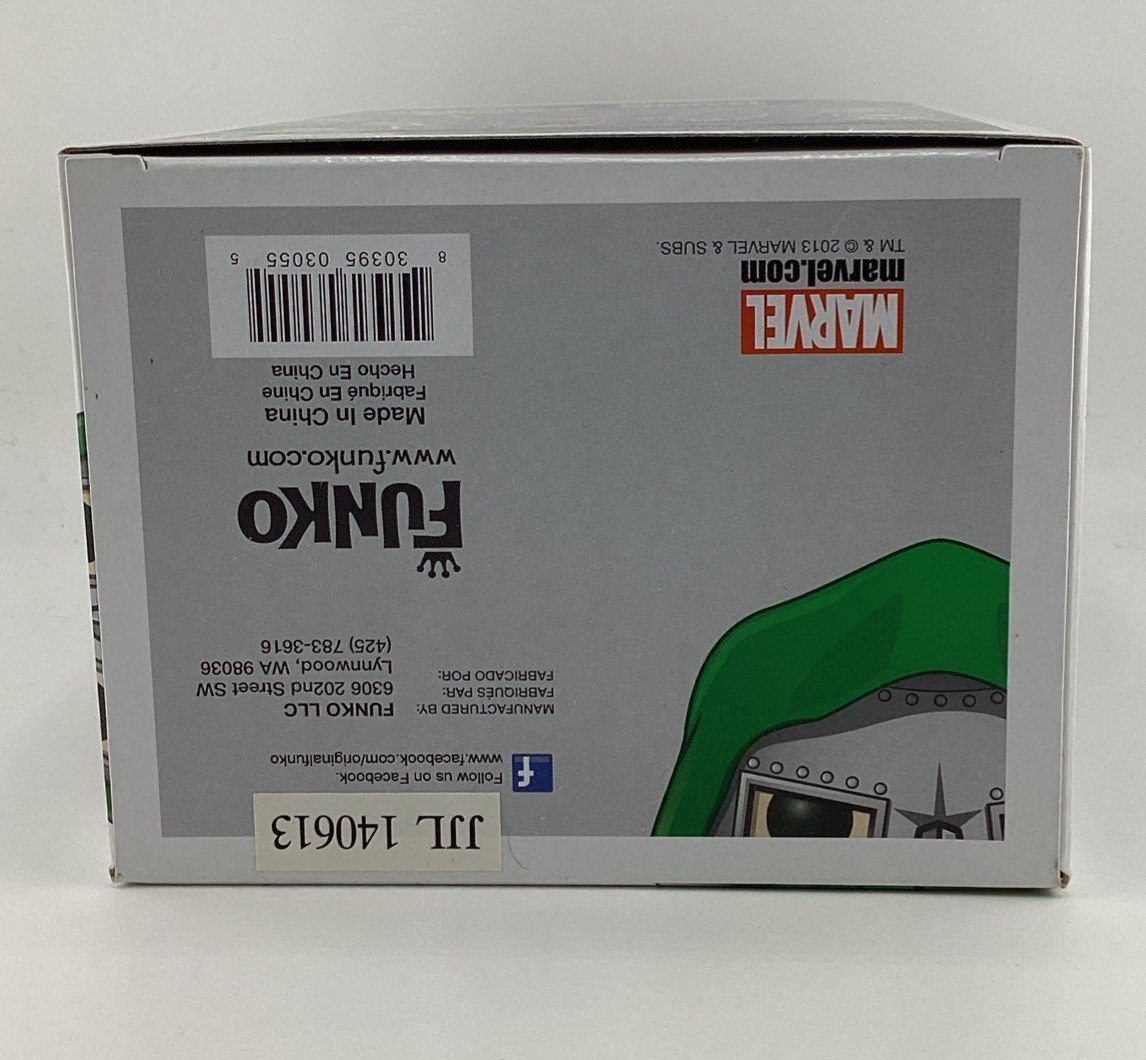 JJL 140613
Follow us on Facebook.
www.facebook.com/originalfunko
MANUFACTURED BY:
FABRIQUÉS PAR:
FABRICADO POR:
FUNKO LLC
6306 202nd Street SW
Lynnwood, WA 98036
(425) 783-3616
FUNKO
www.funko.com
Made In China
Fabriqué En Chine
Hecho En China
8 30395 03055 5
MARVEL
marvel.com
TM & © 2013 MARVEL & SUBS.